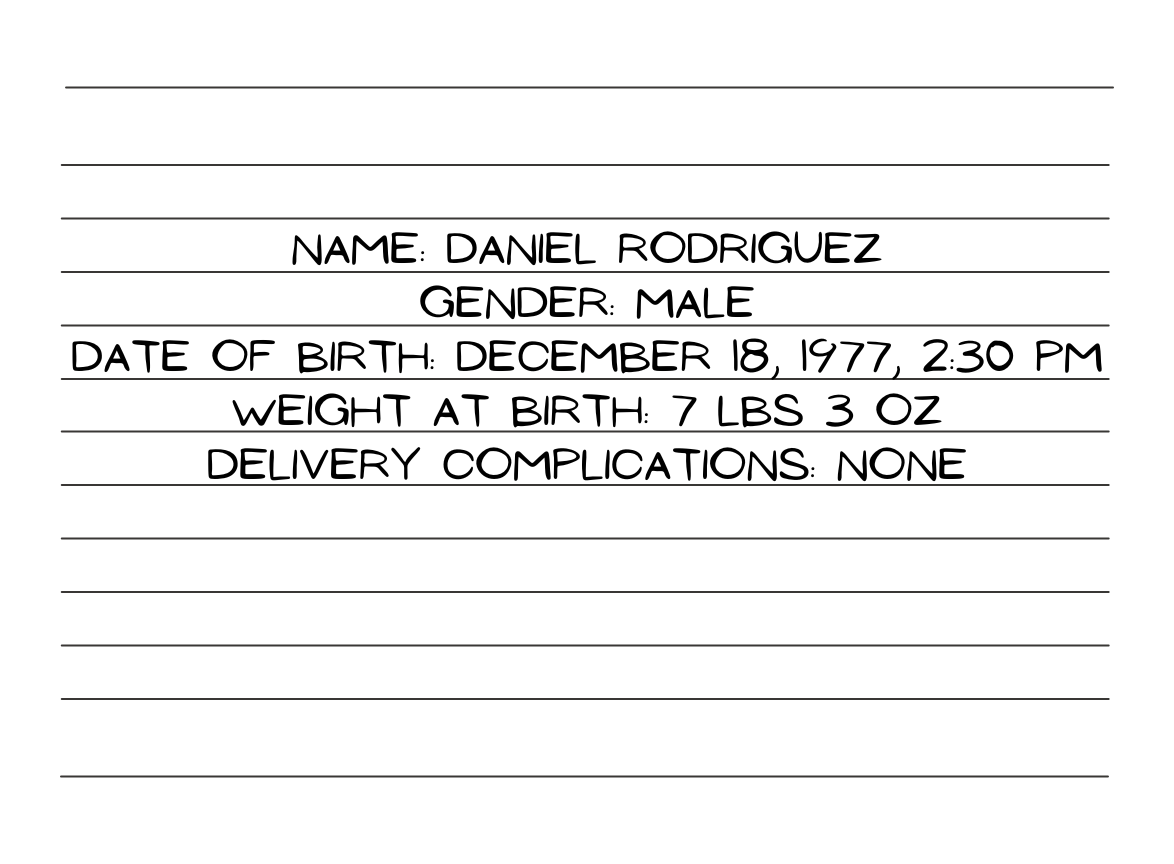 NAME: DANIEL RODRIGUEZ
GENDER: MALE
DATE OF BIRTH: DECEMBER 18, 1977, 2:30 PM
WEIGHT AT BIRTH: 7 LBS 3 OZ
DELIVERY COMPLICATIONS: NONE